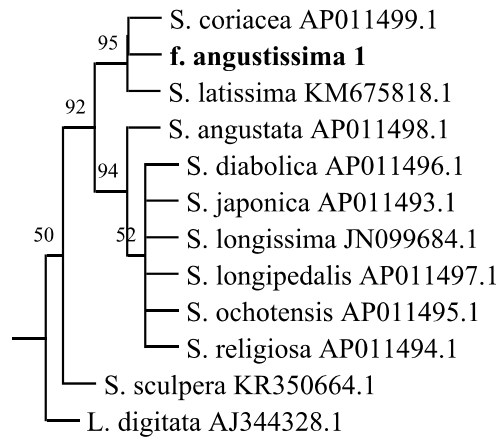 S. coriacea AP011499.1
95
f. angustissima 1
S. latissima KM675818.1
92
S. angustata AP011498.1
94
S. diabolica AP011496.1
S. japonica AP011493.1
50
52
S. longissima JN099684.1
S. longipedalis AP011497.1
S. ochotensis AP011495.1
S. religiosa AP011494.1
S. sculpera KR350664.1
L. digitata AJ344328.1